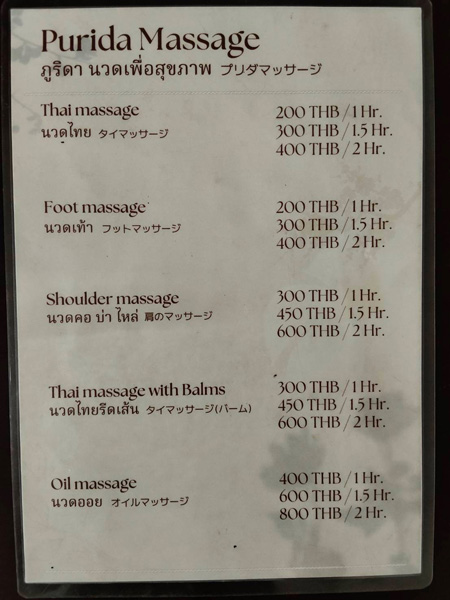 Purida Massage
ภูริดา นวดเพื่อสุขภาพ プリダマッサージ
Thai massage 200 THB / 1 Hr.
นวดไทย タイマッサージ 300 THB / 1.5 Hr.
400 THB / 2 Hr.
Foot massage 200 THB / 1 Hr.
นวดเท้า フットマッサージ 300 THB / 1.5 Hr.
400 THB / 2 Hr.
Shoulder massage 300 THB / 1 Hr.
นวดคอ บ่า ไหล่ 肩のマッサージ 450 THB / 1.5 Hr.
600 THB / 2 Hr.
Thai massage with Balms 300 THB / 1 Hr.
นวดไทยรีดเส้น タイマッサージ(バーム) 450 THB / 1.5 Hr.
600 THB / 2 Hr.
Oil massage 400 THB / 1 Hr.
นวดออย オイルマッサージ 600 THB / 1.5 Hr.
800 THB / 2 Hr.